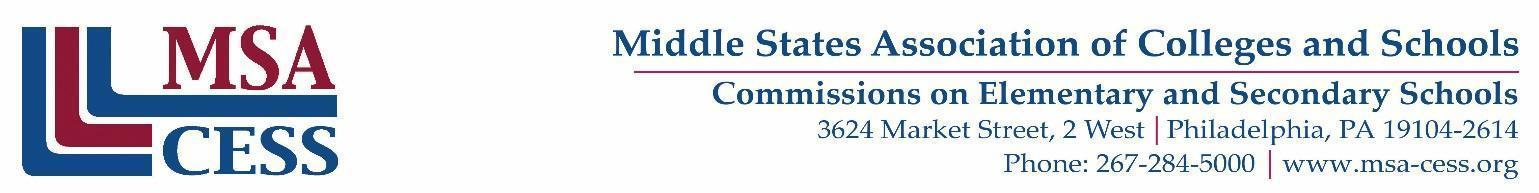 MSA
CESS
Middle States Association of Colleges and Schools
Commissions on Elementary and Secondary Schools
3624 Market Street, 2 West | Philadelphia, PA 19104-2614
Phone: 267-284-5000 | www.msa-cess.org